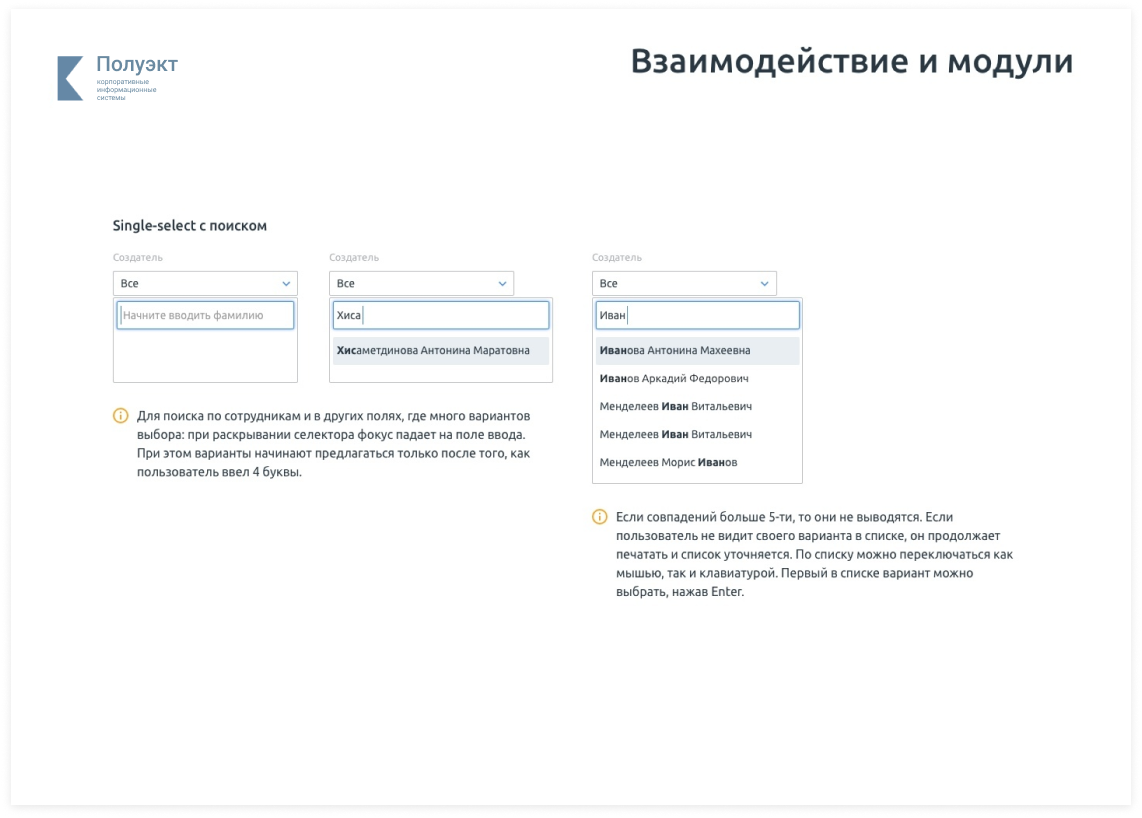 Полуэкт
корпоративные
информационные
системы
Взаимодействие и модули
Single-select с поиском
Создатель
Все
Начните вводить фамилию
Создатель
Все
Хиса
Хисаметдинова Антонина Маратовна
Для поиска по сотрудникам и в других полях, где много вариантов
выбора: при раскрывании селектора фокус падает на поле ввода.
При этом варианты начинают предлагаться только после того, как
пользователь ввел 4 буквы.
Создатель
Все
Иван
Иванова Антонина Махеевна
Иванов Аркадий Федорович
Менделеев Иван Витальевич
Менделеев Иван Витальевич
Менделеев Морис Иванов
Если совпадений больше 5-ти, то они не выводятся. Если
пользователь не видит своего варианта в списке, он продолжает
печатать и список уточняется. По списку можно переключаться как
мышью, так и клавиатурой. Первый в списке вариант можно
выбрать, нажав Enter.